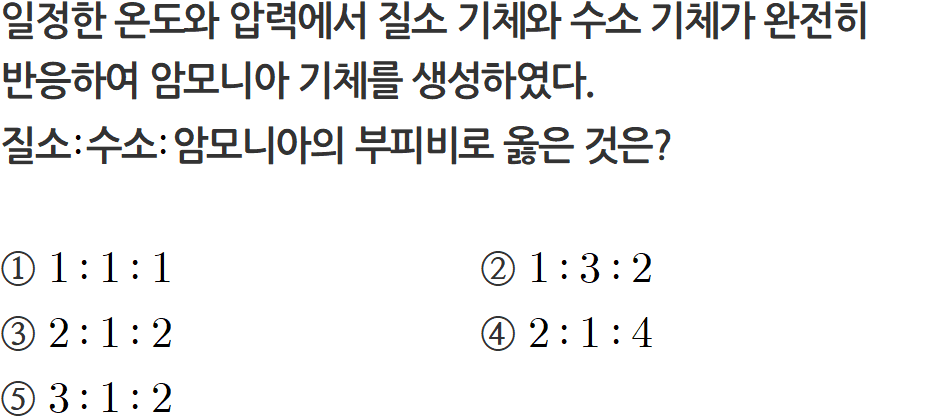 일정한 온도와 압력에서 질소 기체와 수소 기체가 완전히
반응하여 암모니아 기체를 생성하였다.
질소:수소:암모니아의 부피비로 옳은 것은?
① 1 : 1 : 1 ② 1 : 3 : 2
③ 2 : 1 : 2 ④ 2 : 1 : 4
⑤ 3 : 1 : 2